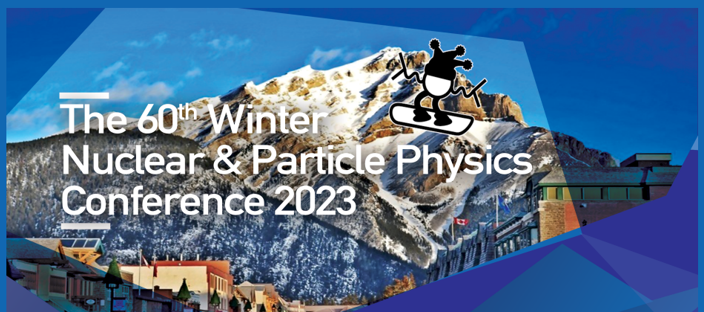 The 60th Winter
Nuclear & Particle Physics
Conference 2023